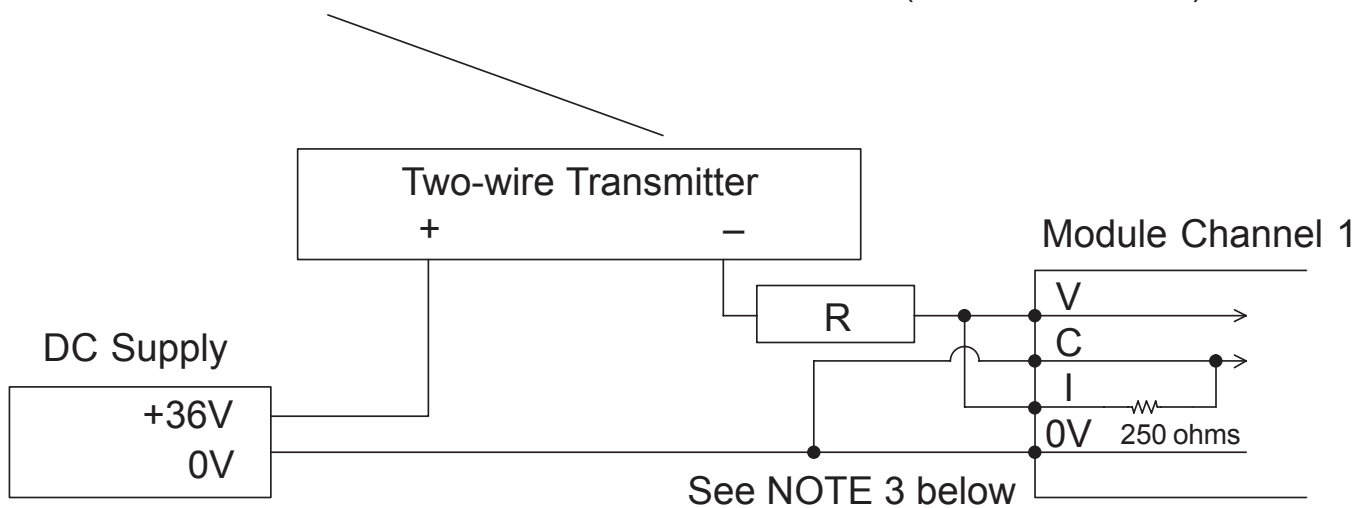 Two-wire Transmitter
+ –
Module Channel 1
R
V
C
I
0V 250 ohms
DC Supply
+36V
0V
See NOTE 3 below